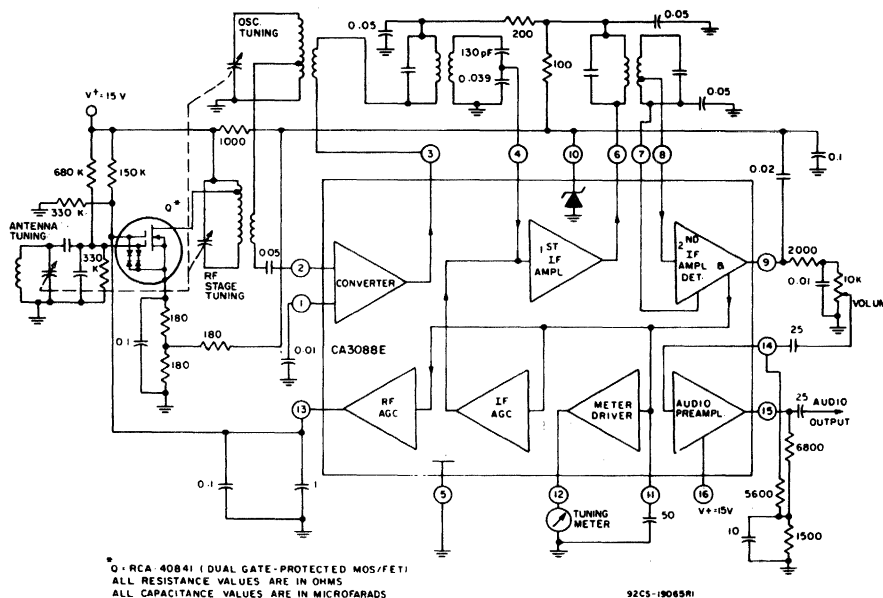 OSC.
TUNING
0.05
200
0.05
130pF
0.039
100
0.05
V+=15 V
1000
3
4
10
6
7
8
0.02
0.1
680 K
150K
330 K
Q*
ANTENNA
TUNING
330
K
RF
STAGE
TUNING
0.05
2
1
CONVERTER
1ST
IF
AMPL
2ND
IF
AMPL &
DET.
9
2000
0.01
10K
VOLUM
180
0.1
180
180
0.01
CA3088E
14
25
13
RF
AGC
IF
AGC
METER
DRIVER
AUDIO
PREAMPL.
15
25
AUDIO
OUTPUT
6800
0.1
1
5
12
11
16
V+=15V
5600
TUNING
METER
50
10
1500
*Q = RCA-40841 (DUAL GATE-PROTECTED MOS/FET)
ALL RESISTANCE VALUES ARE IN OHMS
ALL CAPACITANCE VALUES ARE IN MICROFARADS
92CS-19065R1